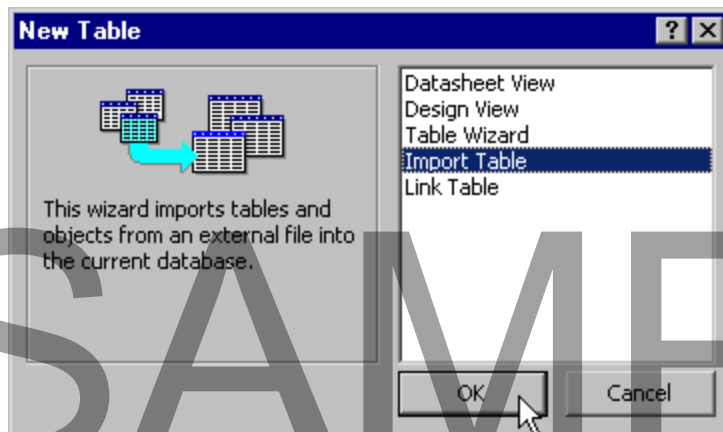 New Table
This wizard imports tables and
objects from an external file into
the current database.
Datasheet View
Design View
Table Wizard
Import Table
Link Table
OK
Cancel